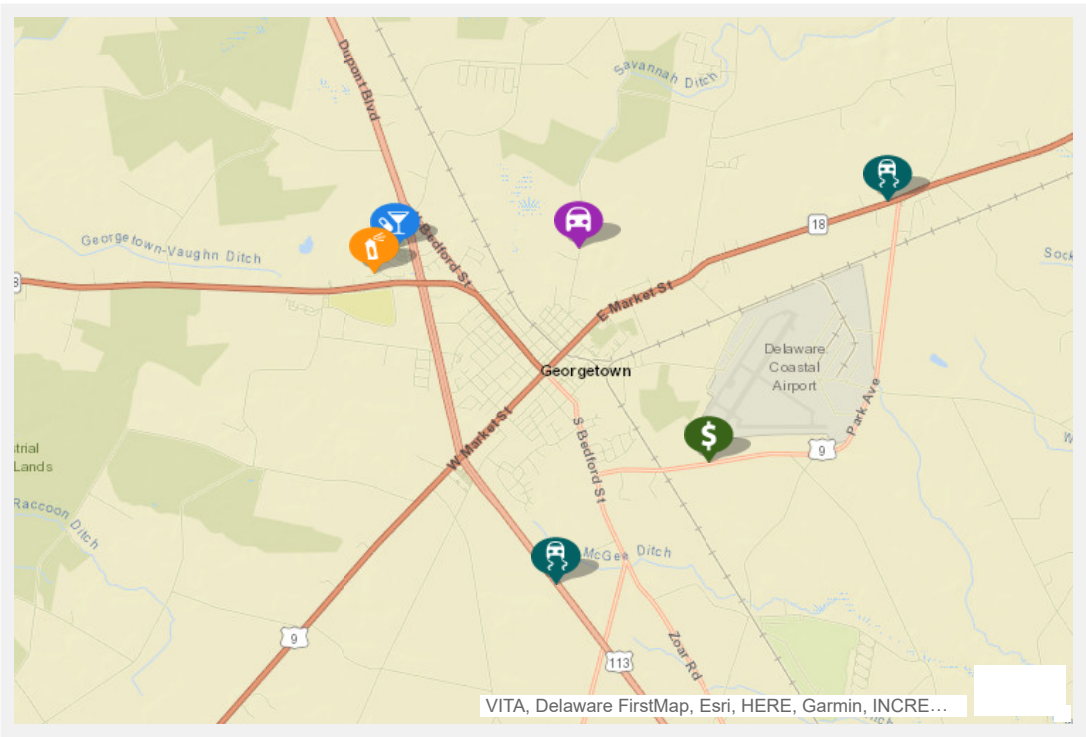 Dupont Blvd
Savannah Ditch
18
Georgetown-Vaughn Ditch
Bedford St
E Market St
8
Delaware
Coastal
Airport
Georgetown
Park Ave
W Market St
S Bedford St
$
9
Lands
Raccoon Ditch
McGee Ditch
9
113
Zoar Rd
VITA, Delaware FirstMap, Esri, HERE, Garmin, INCRE...